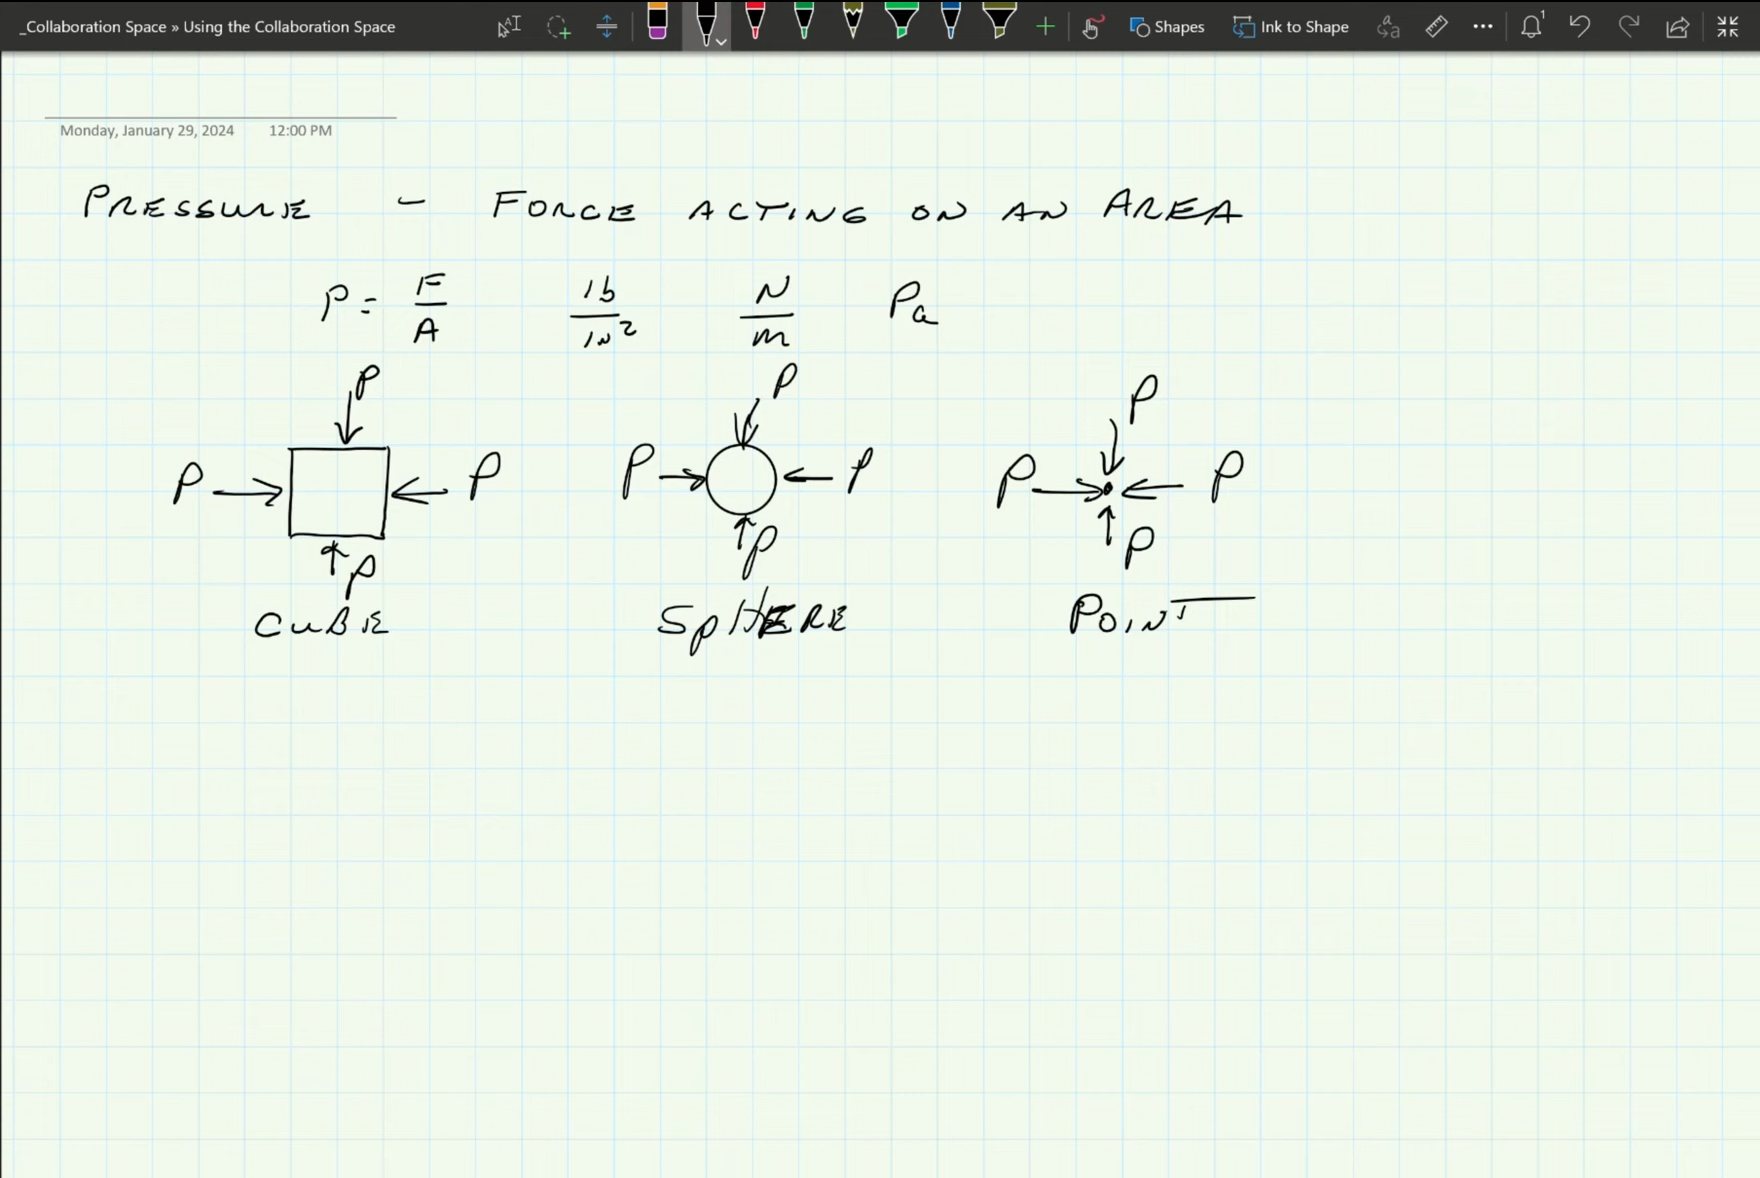 _Collaboration Space » Using the Collaboration Space
Shapes
Ink to Shape
1
Monday, January 29, 2024 12:00 PM
PRESSURE - FORCE ACTING ON AN AREA
P = F/A lb/in² N/m Pa
P P P
P P P P P P
P P P
CUBE SPHERE POINT